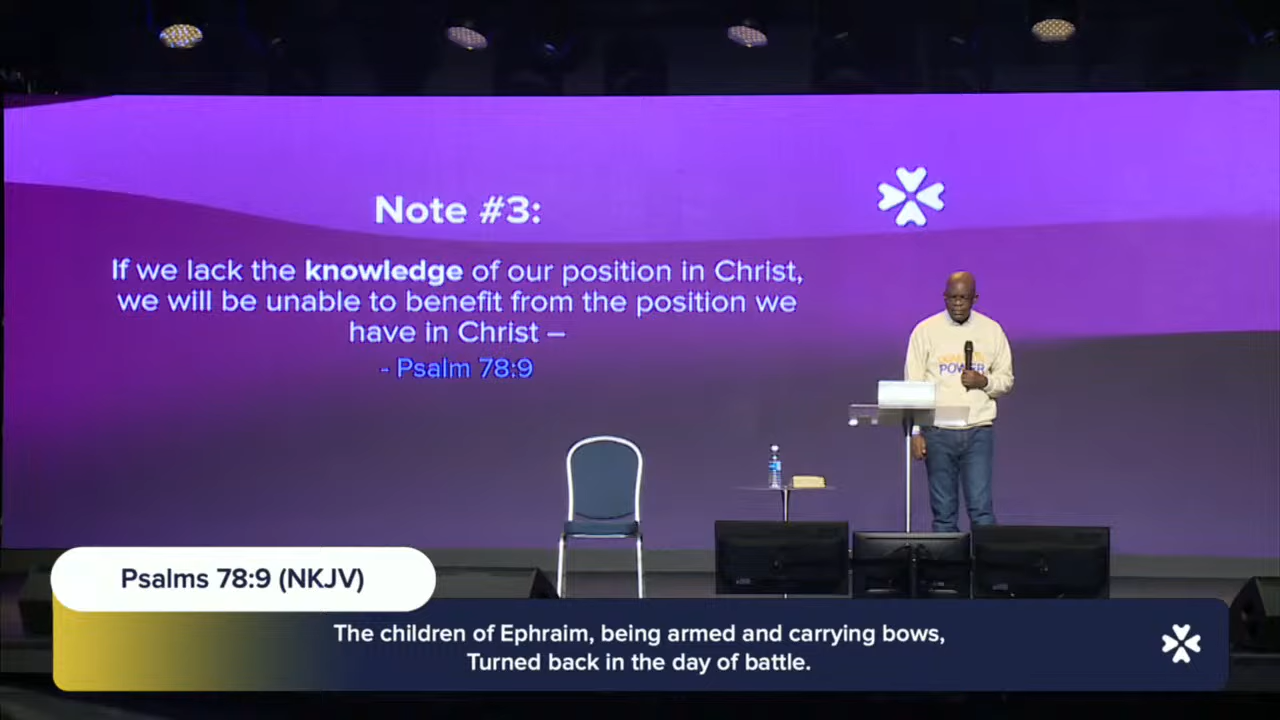 Note #3:
If we lack the knowledge of our position in Christ,
we will be unable to benefit from the position we
have in Christ –
- Psalm 78:9
POWER
Psalms 78:9 (NKJV)
The children of Ephraim, being armed and carrying bows,
Turned back in the day of battle.